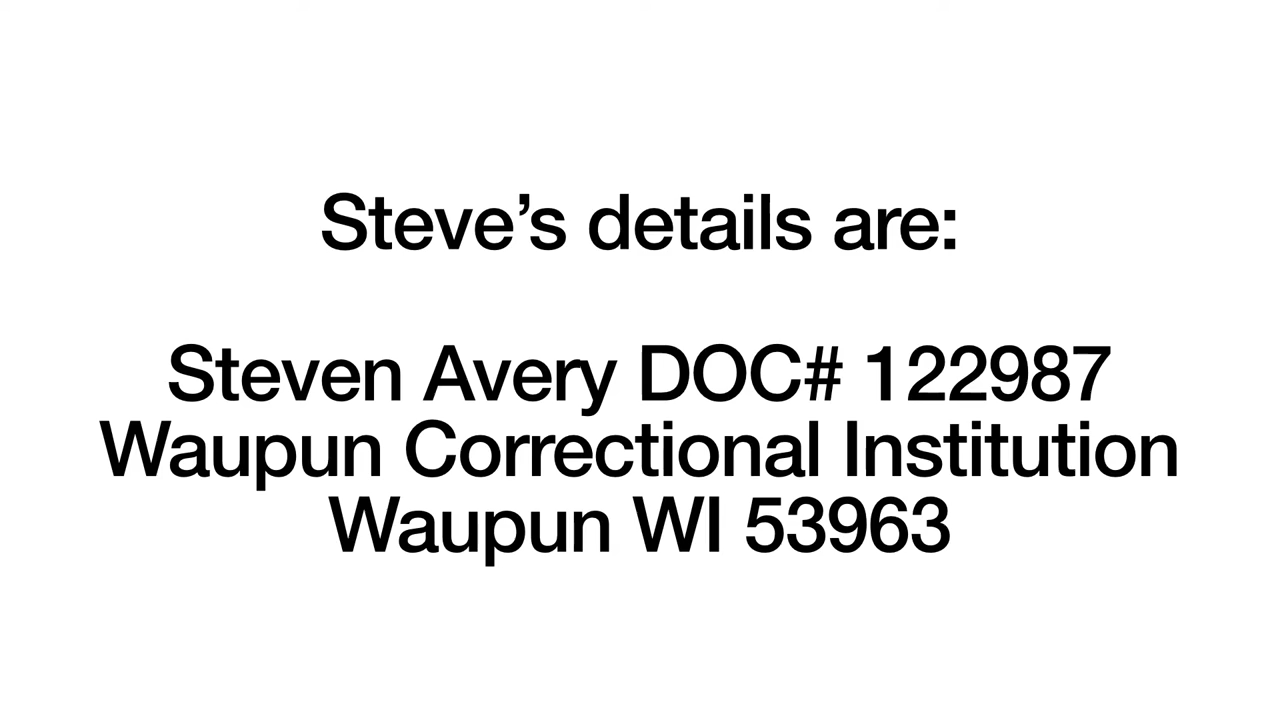 Steve’s details are:
Steven Avery DOC# 122987
Waupun Correctional Institution
Waupun WI 53963